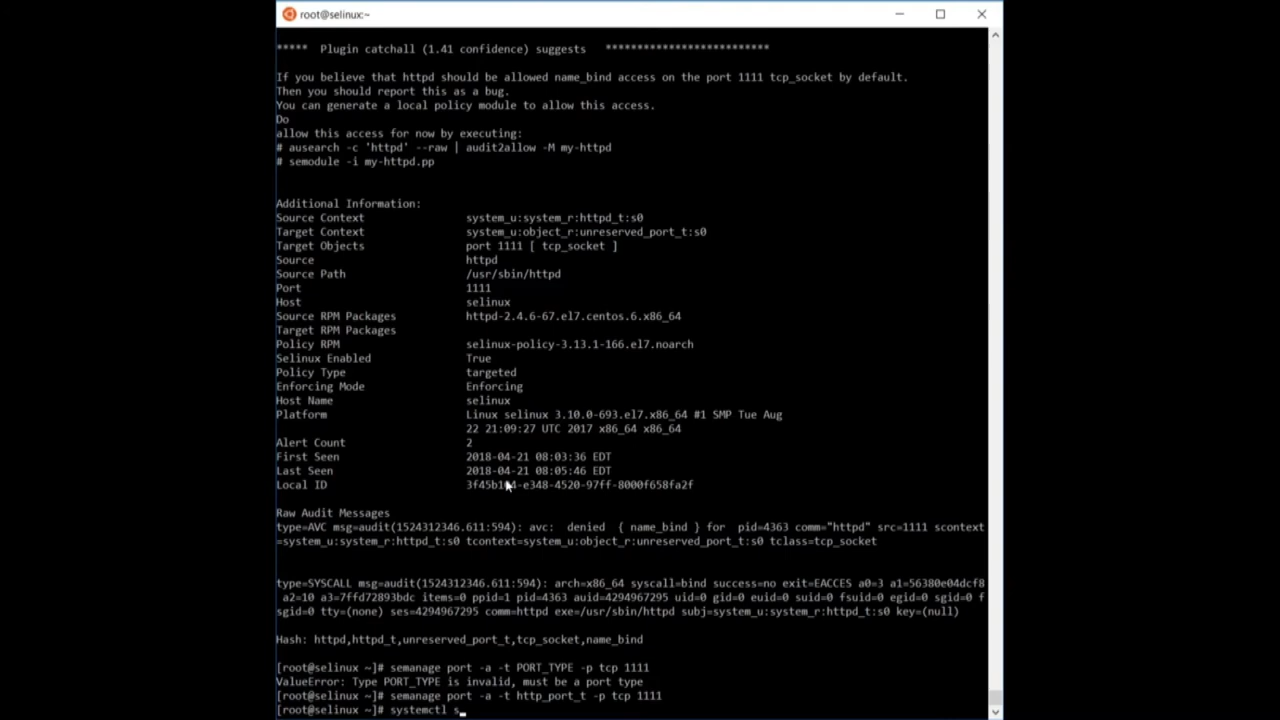 root@selinux:~
***** Plugin catchall (1.41 confidence) suggests **************************
If you believe that httpd should be allowed name_bind access on the port 1111 tcp_socket by default.
Then you should report this as a bug.
You can generate a local policy module to allow this access.
Do
allow this access for now by executing:
# ausearch -c 'httpd' --raw | audit2allow -M my-httpd
# semodule -i my-httpd.pp
Additional Information:
Source Context system_u:system_r:httpd_t:s0
Target Context system_u:object_r:unreserved_port_t:s0
Target Objects port 1111 [ tcp_socket ]
Source httpd
Source Path /usr/sbin/httpd
Port 1111
Host selinux
Source RPM Packages httpd-2.4.6-67.el7.centos.6.x86_64
Target RPM Packages
Policy RPM selinux-policy-3.13.1-166.el7.noarch
Selinux Enabled True
Policy Type targeted
Enforcing Mode Enforcing
Host Name selinux
Platform Linux selinux 3.10.0-693.el7.x86_64 #1 SMP Tue Aug
22 21:09:27 UTC 2017 x86_64 x86_64
Alert Count 2
First Seen 2018-04-21 08:03:36 EDT
Last Seen 2018-04-21 08:05:46 EDT
Local ID
Raw Audit Messages
type=AVC msg=audit(1524312346.611:594): avc: denied { name_bind } for pid=4363 comm="httpd" src=1111 scontext
=system_u:system_r:httpd_t:s0 tcontext=system_u:object_r:unreserved_port_t:s0 tclass=tcp_socket
type=SYSCALL msg=audit(1524312346.611:594): arch=x86_64 syscall=bind success=no exit=EACCES a0=3 a1=56380e04dcf8
a2=10 a3=7ffd72893bdc items=0 ppid=1 pid=4363 auid=4294967295 uid=0 gid=0 euid=0 suid=0 fsuid=0 egid=0 sgid=0 f
sgid=0 tty=(none) ses=4294967295 comm=httpd exe=/usr/sbin/httpd subj=system_u:system_r:httpd_t:s0 key=(null)
Hash: httpd,httpd_t,unreserved_port_t,tcp_socket,name_bind
[root@selinux ~]# semanage port -a -t PORT_TYPE -p tcp 1111
ValueError: Type PORT_TYPE is invalid, must be a port type
[root@selinux ~]# semanage port -a -t http_port_t -p tcp 1111
[root@selinux ~]# systemctl s